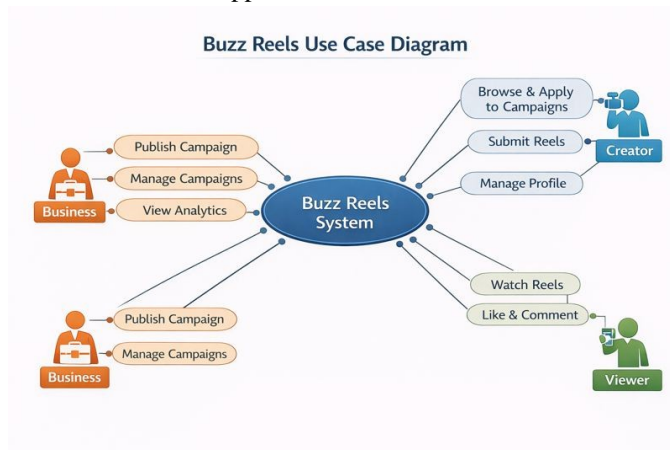 Buzz Reels Use Case Diagram
Browse & Apply
to Campaigns
Submit Reels
Creator
Manage Profile
Publish Campaign
Manage Campaigns
View Analytics
Business
Buzz Reels
System
Watch Reels
Like & Comment
Viewer
Publish Campaign
Manage Campaigns
Business